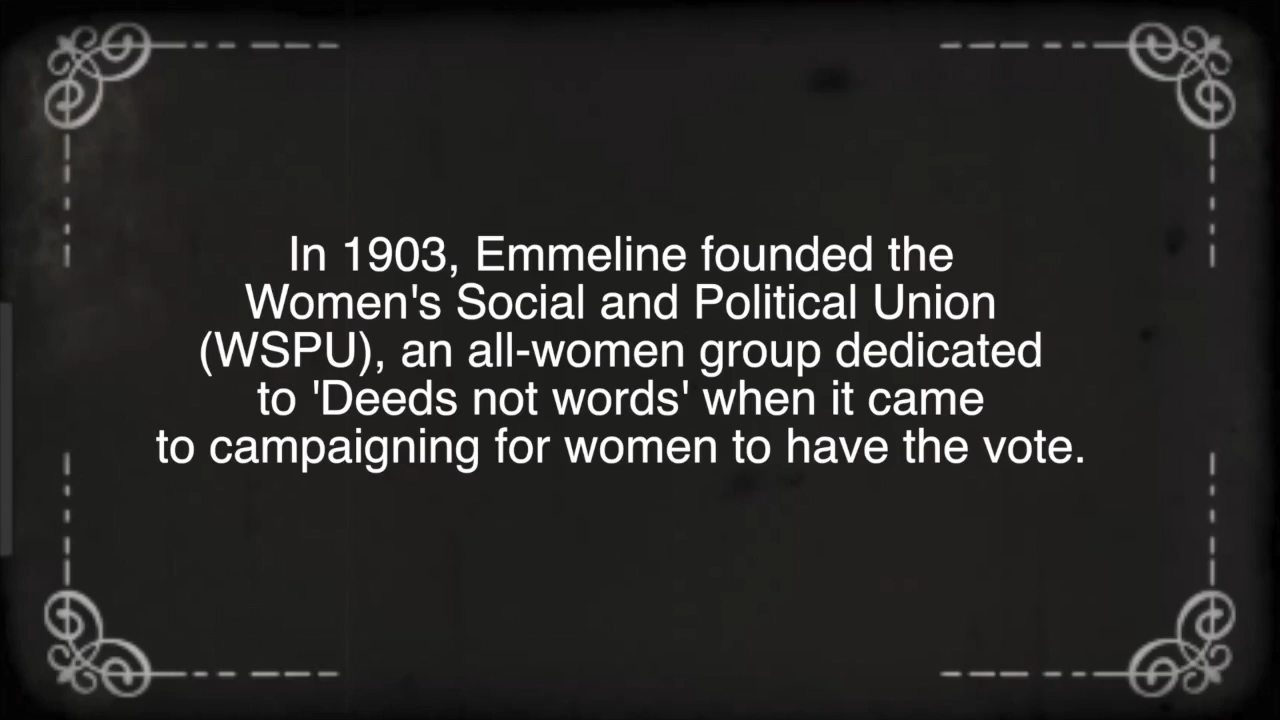 In 1903, Emmeline founded the
Women's Social and Political Union
(WSPU), an all-women group dedicated
to 'Deeds not words' when it came
to campaigning for women to have the vote.